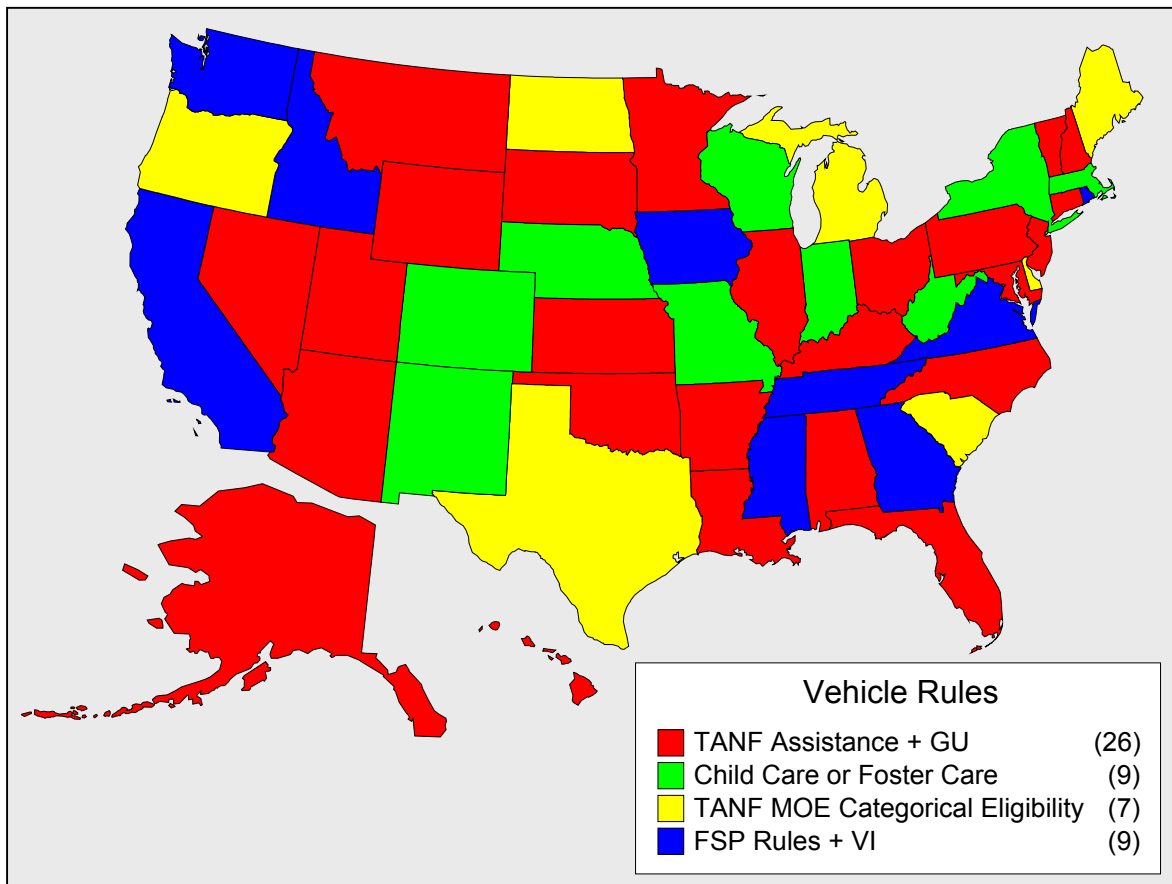 Vehicle Rules
TANF Assistance + GU (26)
Child Care or Foster Care (9)
TANF MOE Categorical Eligibility (7)
FSP Rules + VI (9)